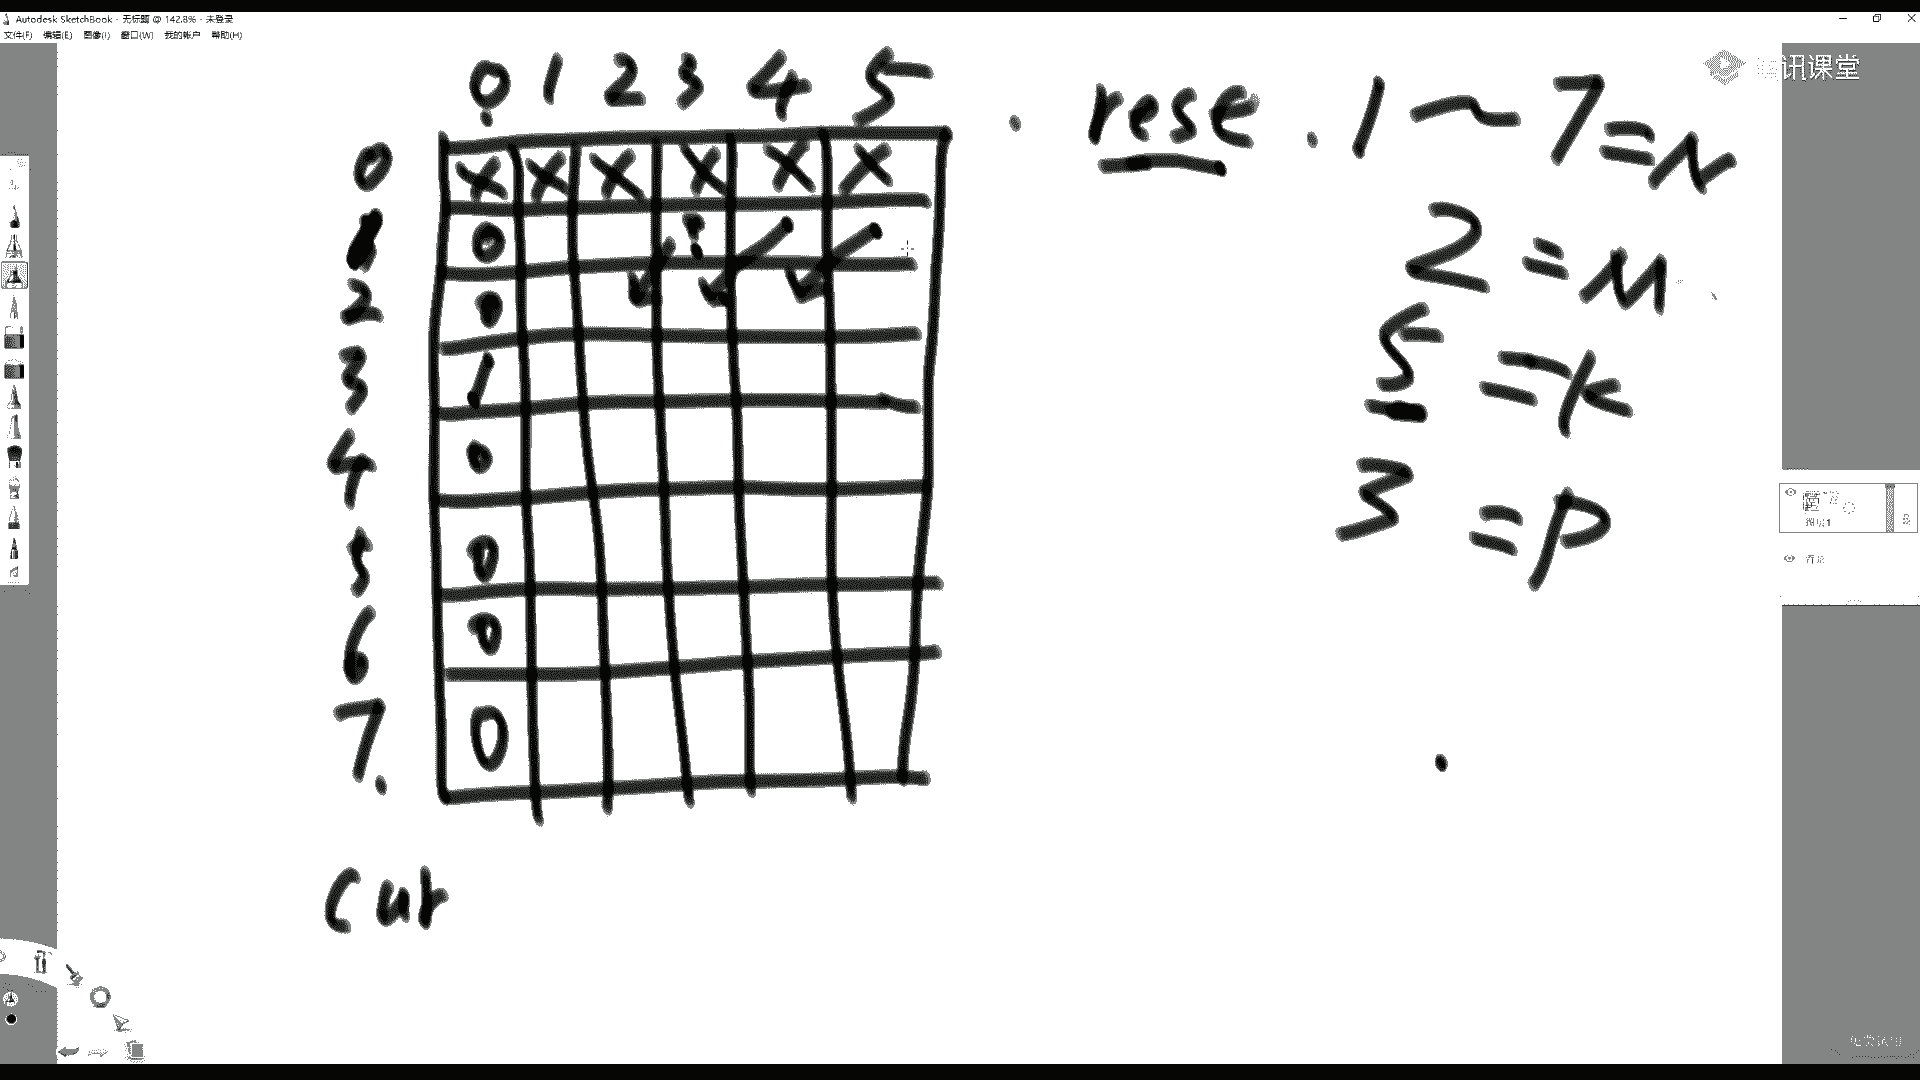 Autodesk SketchBook - 无标题 @ 142.8% - 未登录
文件(F) 编辑(E) 图像(I) 窗口(W) 我的帐户 帮助(H)
讯课堂
0 1 2 3 4 5
rese 1 ~ 7 = N
0 x x x x x x
1 0 ?
2 = M
2 0
3 1
5 = K
4 0
3 = P
图层1
5 0
6 0
7 0
cur